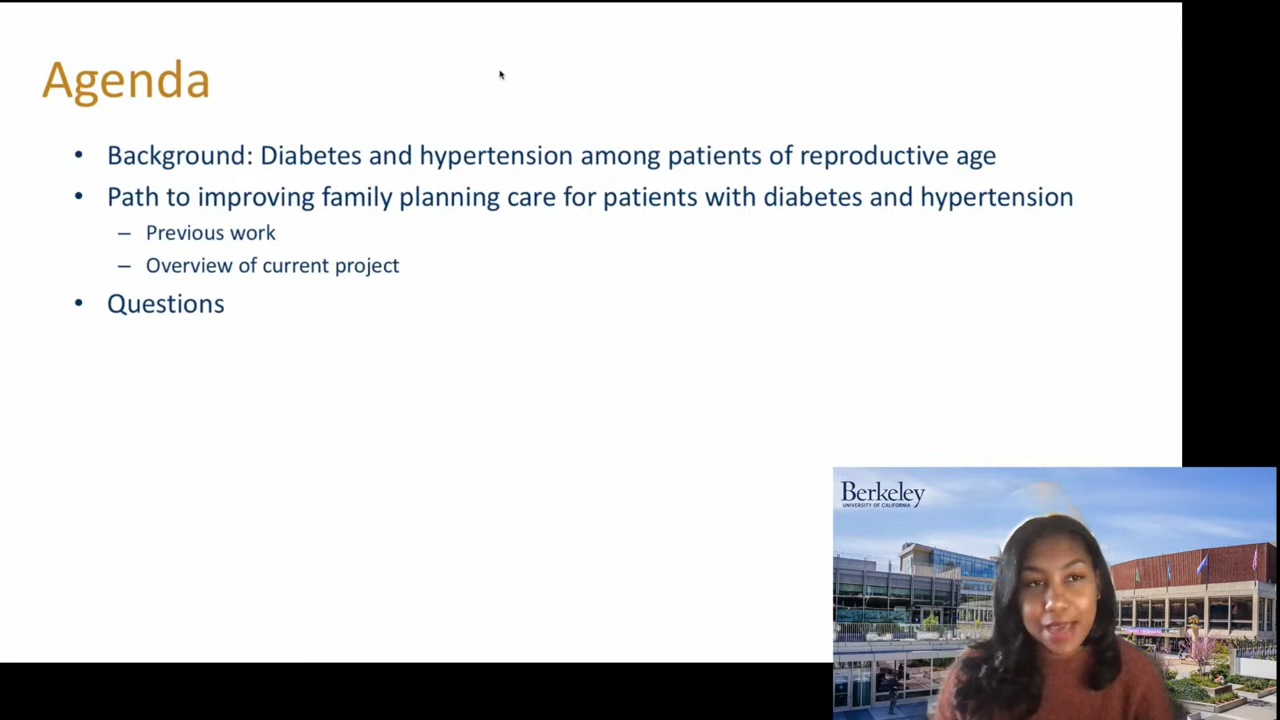 Agenda
• Background: Diabetes and hypertension among patients of reproductive age
• Path to improving family planning care for patients with diabetes and hypertension
– Previous work
– Overview of current project
• Questions
Berkeley
UNIVERSITY OF CALIFORNIA